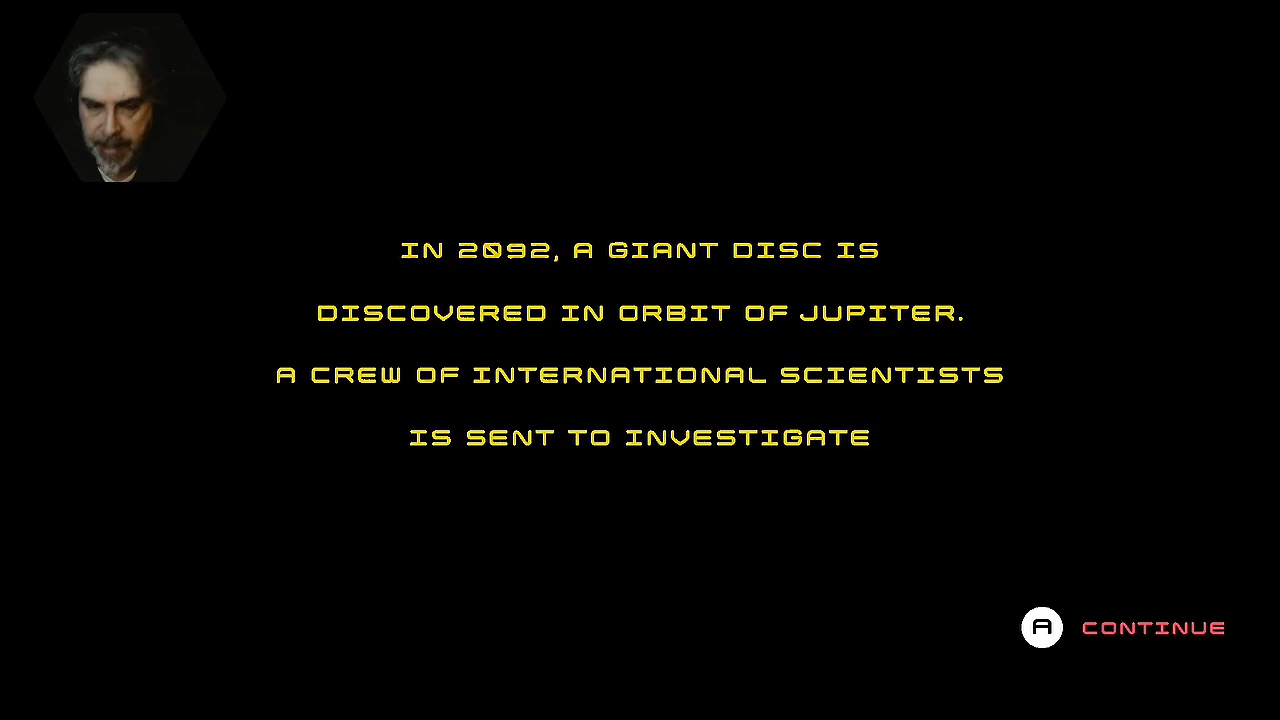 IN 2092, A GIANT DISC IS
DISCOVERED IN ORBIT OF JUPITER.
A CREW OF INTERNATIONAL SCIENTISTS
IS SENT TO INVESTIGATE
A CONTINUE